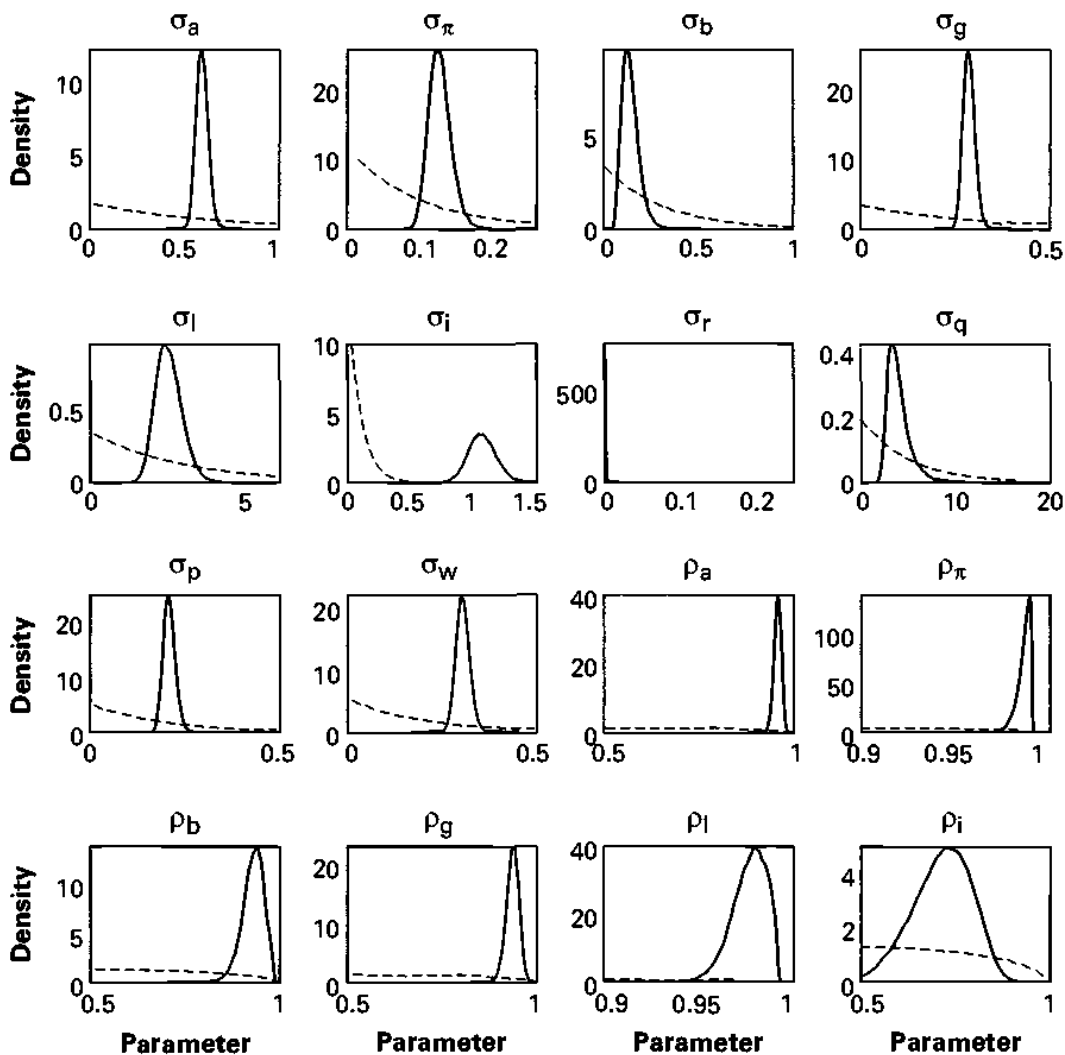 σa σπ σb σg
Density 10 5 0 20 10 0 5 0 20 10 0
0 0.5 1 0 0.1 0.2 0 0.5 1 0 0.5
σl σi σr σq
Density 0.5 0 10 5 0 500 0 0.4 0.2 0
0 5 0 0.5 1 1.5 0 0.1 0.2 0 10 20
σp σw ρa ρπ
Density 20 10 0 20 10 0 40 20 0 100 50 0
0 0.5 0 0.5 0.5 1 0.9 0.95 1
ρb ρg ρl ρi
Density 10 5 0 20 10 0 40 20 0 4 2 0
0.5 1 0.5 1 0.9 0.95 1 0.5 1
Parameter Parameter Parameter Parameter